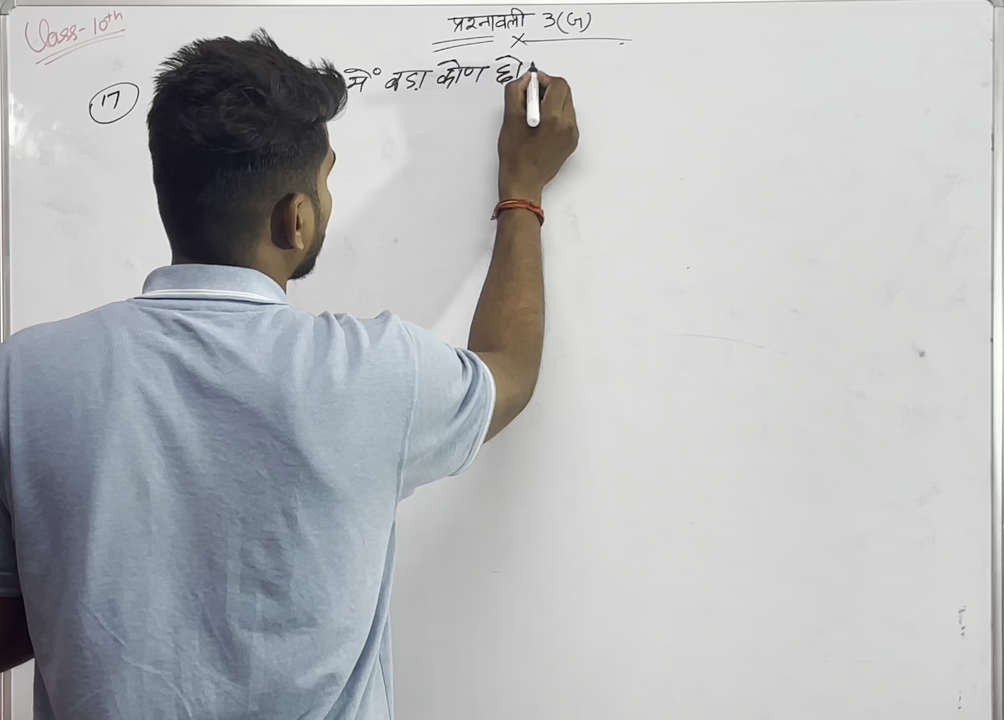 Class-10th
प्रश्नावली 3(G)
17 में बड़ा कोण हो